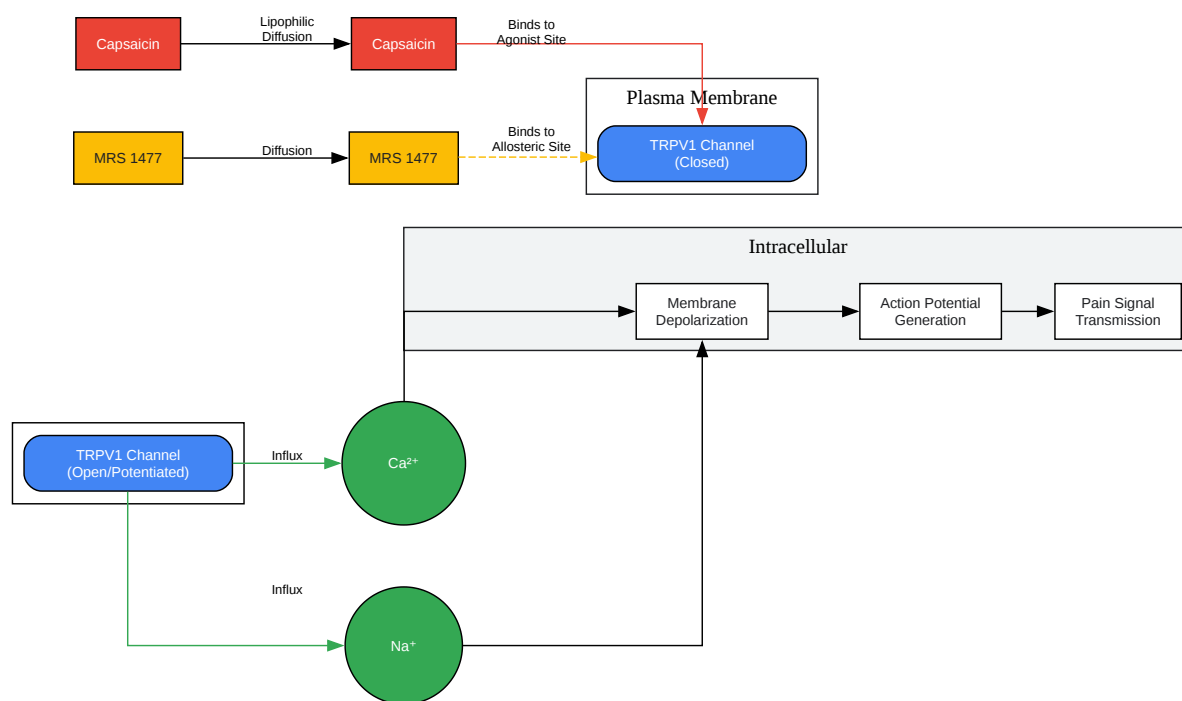 Capsaicin
Lipophilic
Diffusion
Capsaicin
Binds to
Agonist Site
Plasma Membrane
MRS 1477
Diffusion
MRS 1477
Binds to
Allosteric Site
TRPV1 Channel
(Closed)
Intracellular
Membrane
Depolarization
Action Potential
Generation
Pain Signal
Transmission
TRPV1 Channel
(Open/Potentiated)
Influx
Ca²⁺
Influx
Na⁺